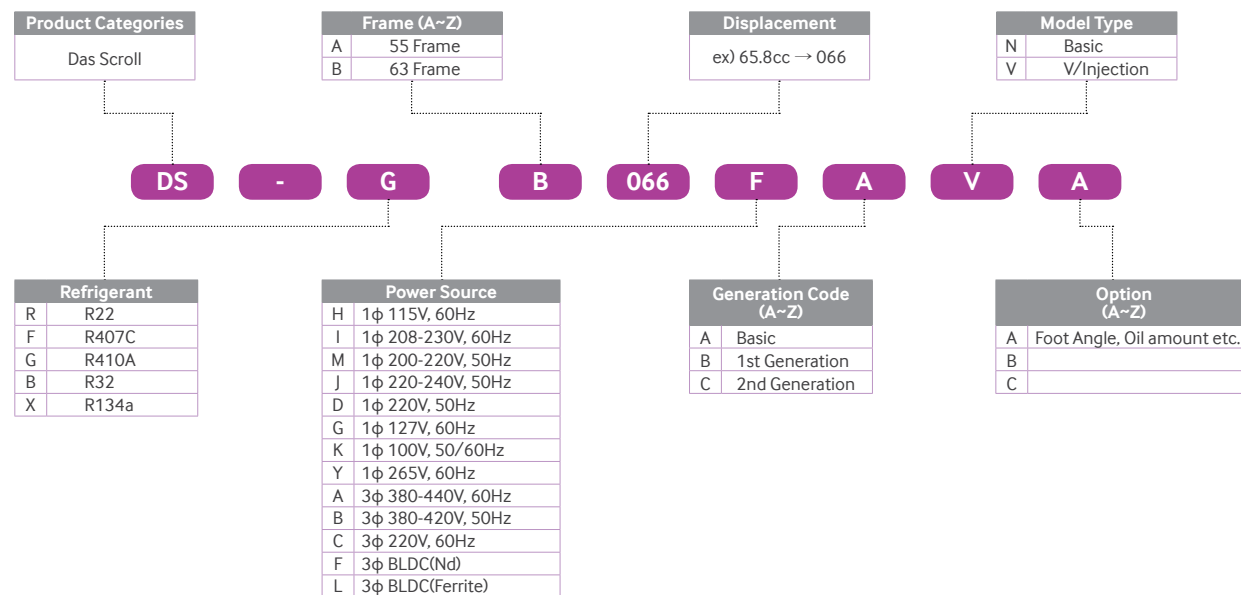 Product Categories
Das Scroll
Frame (A~Z)
A 55 Frame
B 63 Frame
Displacement
ex) 65.8cc → 066
Model Type
N Basic
V V/Injection
DS - G B 066 F A V A
Refrigerant
R R22
F R407C
G R410A
B R32
X R134a
Power Source
H 1φ 115V, 60Hz
I 1φ 208-230V, 60Hz
M 1φ 200-220V, 50Hz
J 1φ 220-240V, 50Hz
D 1φ 220V, 50Hz
G 1φ 127V, 60Hz
K 1φ 100V, 50/60Hz
Y 1φ 265V, 60Hz
A 3φ 380-440V, 60Hz
B 3φ 380-420V, 50Hz
C 3φ 220V, 60Hz
F 3φ BLDC(Nd)
L 3φ BLDC(Ferrite)
Generation Code
(A~Z)
A Basic
B 1st Generation
C 2nd Generation
Option
(A~Z)
A Foot Angle, Oil amount etc.
B
C